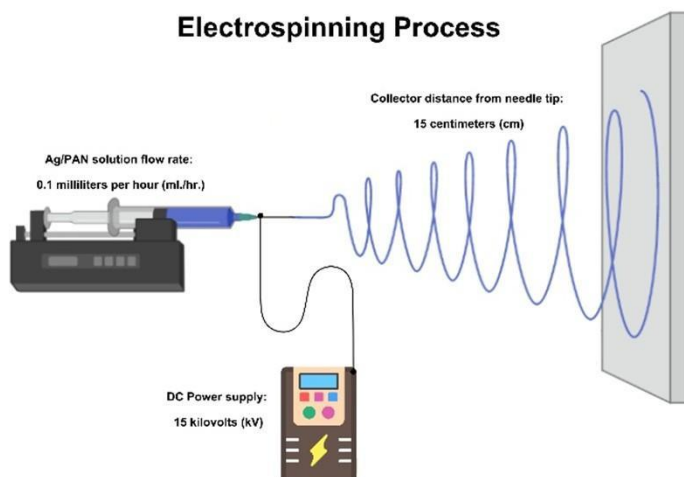 Electrospinning Process
Collector distance from needle tip:
15 centimeters (cm)
Ag/PAN solution flow rate:
0.1 milliliters per hour (ml./hr.)
DC Power supply:
15 kilovolts (kV)